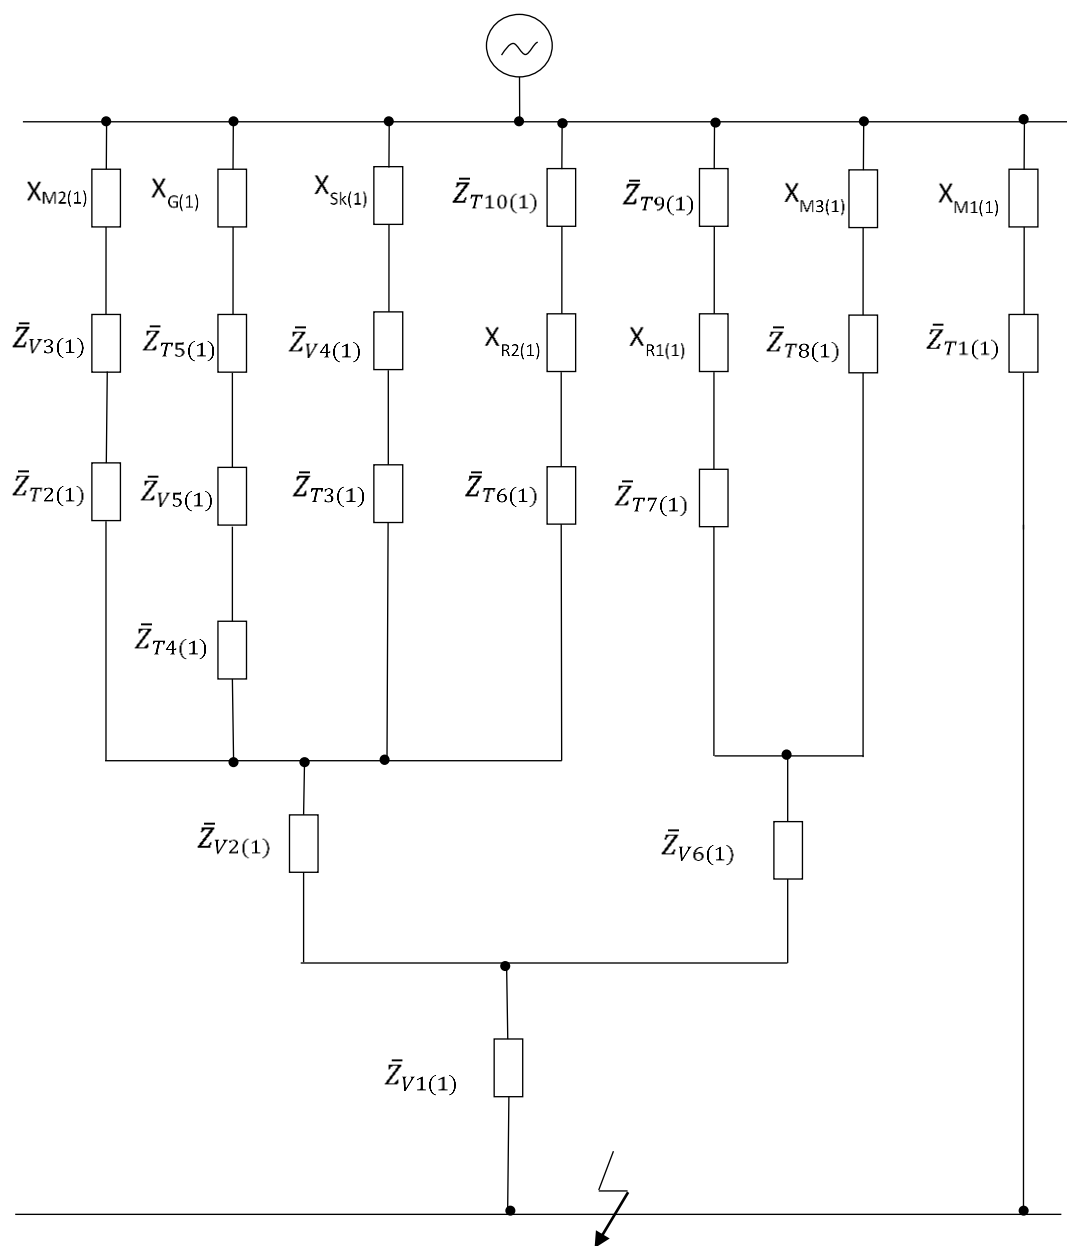 X_M2(1)
X_G(1)
X_Sk(1)
Z̄_T10(1)
Z̄_T9(1)
X_M3(1)
X_M1(1)
Z̄_V3(1)
Z̄_T5(1)
Z̄_V4(1)
X_R2(1)
X_R1(1)
Z̄_T8(1)
Z̄_T1(1)
Z̄_T2(1)
Z̄_V5(1)
Z̄_T3(1)
Z̄_T6(1)
Z̄_T7(1)
Z̄_T4(1)
Z̄_V2(1)
Z̄_V6(1)
Z̄_V1(1)